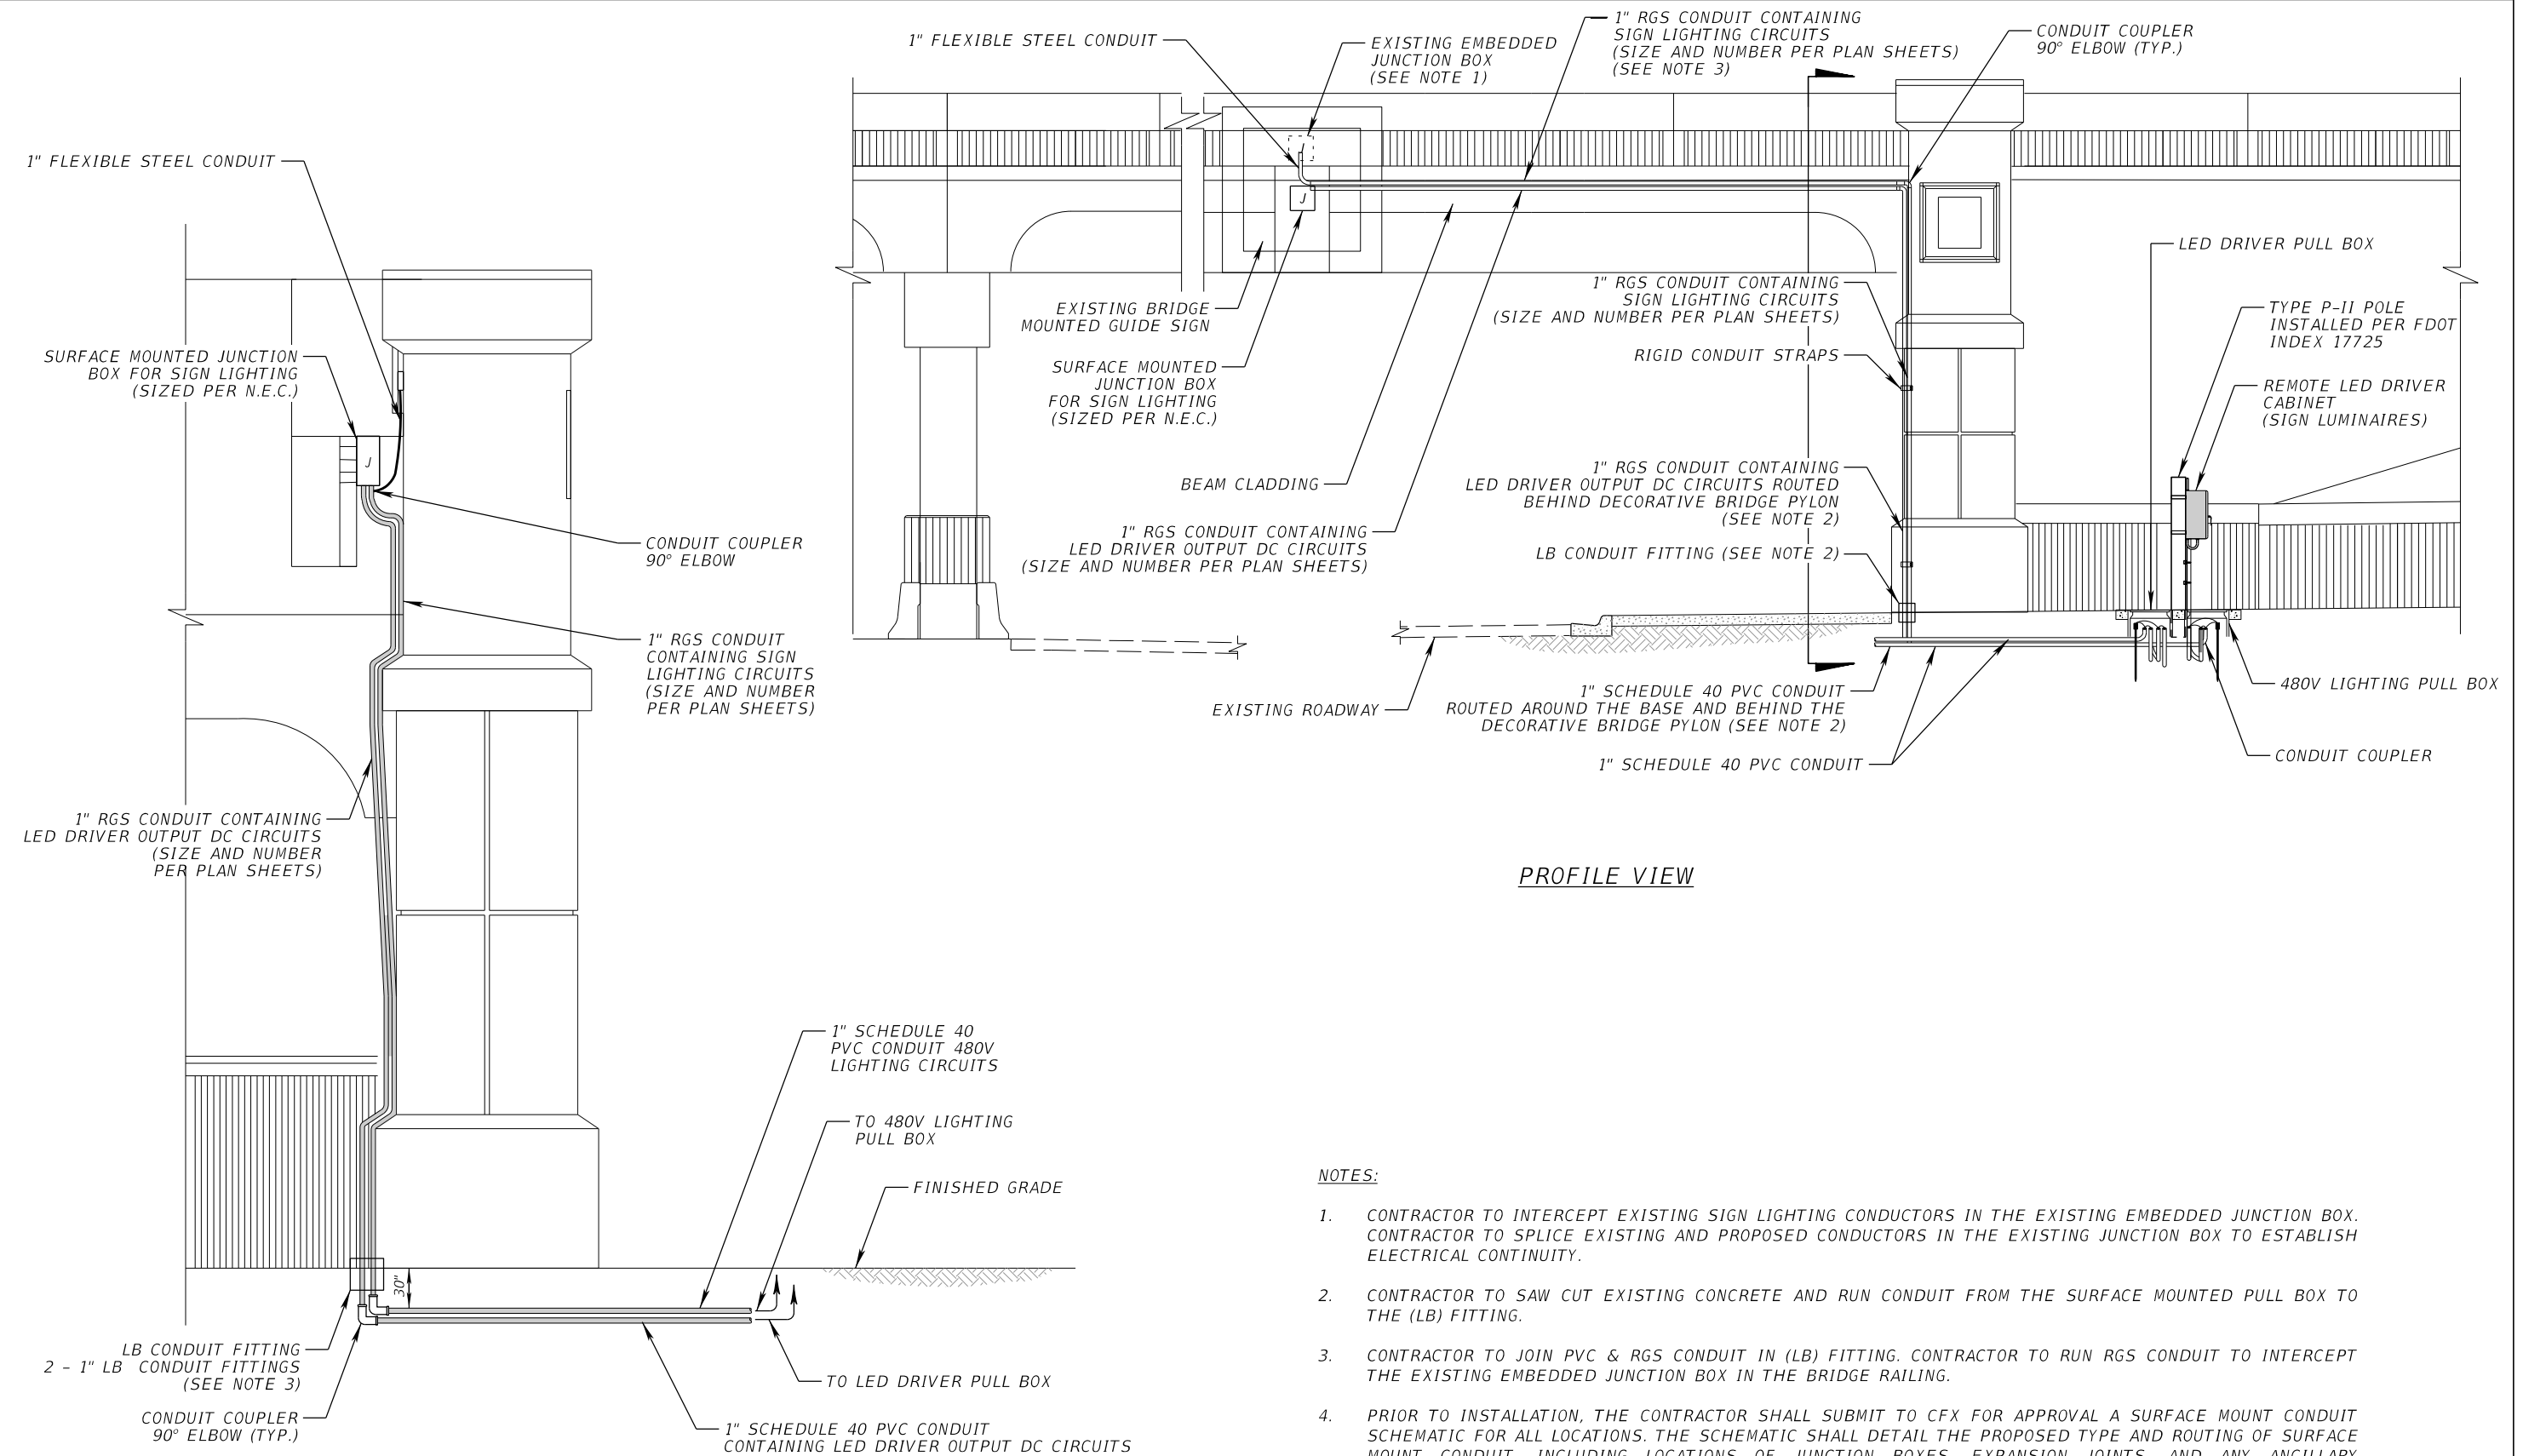 1" FLEXIBLE STEEL CONDUIT
SURFACE MOUNTED JUNCTION
BOX FOR SIGN LIGHTING
(SIZED PER N.E.C.)
J
CONDUIT COUPLER
90° ELBOW
1" RGS CONDUIT
CONTAINING SIGN
LIGHTING CIRCUITS
(SIZE AND NUMBER
PER PLAN SHEETS)
1" RGS CONDUIT CONTAINING
LED DRIVER OUTPUT DC CIRCUITS
(SIZE AND NUMBER
PER PLAN SHEETS)
1" SCHEDULE 40
PVC CONDUIT 480V
LIGHTING CIRCUITS
TO 480V LIGHTING
PULL BOX
FINISHED GRADE
30"
LB CONDUIT FITTING
2 - 1" LB CONDUIT FITTINGS
(SEE NOTE 3)
CONDUIT COUPLER
90° ELBOW (TYP.)
TO LED DRIVER PULL BOX
1" SCHEDULE 40 PVC CONDUIT
CONTAINING LED DRIVER OUTPUT DC CIRCUITS
1" FLEXIBLE STEEL CONDUIT
EXISTING EMBEDDED
JUNCTION BOX
(SEE NOTE 1)
1" RGS CONDUIT CONTAINING
SIGN LIGHTING CIRCUITS
(SIZE AND NUMBER PER PLAN SHEETS)
(SEE NOTE 3)
CONDUIT COUPLER
90° ELBOW (TYP.)
J
J
LED DRIVER PULL BOX
EXISTING BRIDGE
MOUNTED GUIDE SIGN
1" RGS CONDUIT CONTAINING
SIGN LIGHTING CIRCUITS
(SIZE AND NUMBER PER PLAN SHEETS)
TYPE P-II POLE
INSTALLED PER FDOT
INDEX 17725
SURFACE MOUNTED
JUNCTION BOX
FOR SIGN LIGHTING
(SIZED PER N.E.C.)
RIGID CONDUIT STRAPS
REMOTE LED DRIVER
CABINET
(SIGN LUMINAIRES)
BEAM CLADDING
1" RGS CONDUIT CONTAINING
LED DRIVER OUTPUT DC CIRCUITS ROUTED
BEHIND DECORATIVE BRIDGE PYLON
(SEE NOTE 2)
1" RGS CONDUIT CONTAINING
LED DRIVER OUTPUT DC CIRCUITS
(SIZE AND NUMBER PER PLAN SHEETS)
LB CONDUIT FITTING (SEE NOTE 2)
EXISTING ROADWAY
1" SCHEDULE 40 PVC CONDUIT
ROUTED AROUND THE BASE AND BEHIND THE
DECORATIVE BRIDGE PYLON (SEE NOTE 2)
1" SCHEDULE 40 PVC CONDUIT
480V LIGHTING PULL BOX
CONDUIT COUPLER
PROFILE VIEW
NOTES:
1. CONTRACTOR TO INTERCEPT EXISTING SIGN LIGHTING CONDUCTORS IN THE EXISTING EMBEDDED JUNCTION BOX.
CONTRACTOR TO SPLICE EXISTING AND PROPOSED CONDUCTORS IN THE EXISTING JUNCTION BOX TO ESTABLISH
ELECTRICAL CONTINUITY.
2. CONTRACTOR TO SAW CUT EXISTING CONCRETE AND RUN CONDUIT FROM THE SURFACE MOUNTED PULL BOX TO
THE (LB) FITTING.
3. CONTRACTOR TO JOIN PVC & RGS CONDUIT IN (LB) FITTING. CONTRACTOR TO RUN RGS CONDUIT TO INTERCEPT
THE EXISTING EMBEDDED JUNCTION BOX IN THE BRIDGE RAILING.
4. PRIOR TO INSTALLATION, THE CONTRACTOR SHALL SUBMIT TO CFX FOR APPROVAL A SURFACE MOUNT CONDUIT
SCHEMATIC FOR ALL LOCATIONS. THE SCHEMATIC SHALL DETAIL THE PROPOSED TYPE AND ROUTING OF SURFACE
MOUNT CONDUIT, INCLUDING LOCATIONS OF JUNCTION BOXES, EXPANSION JOINTS, AND ANY ANCILLARY